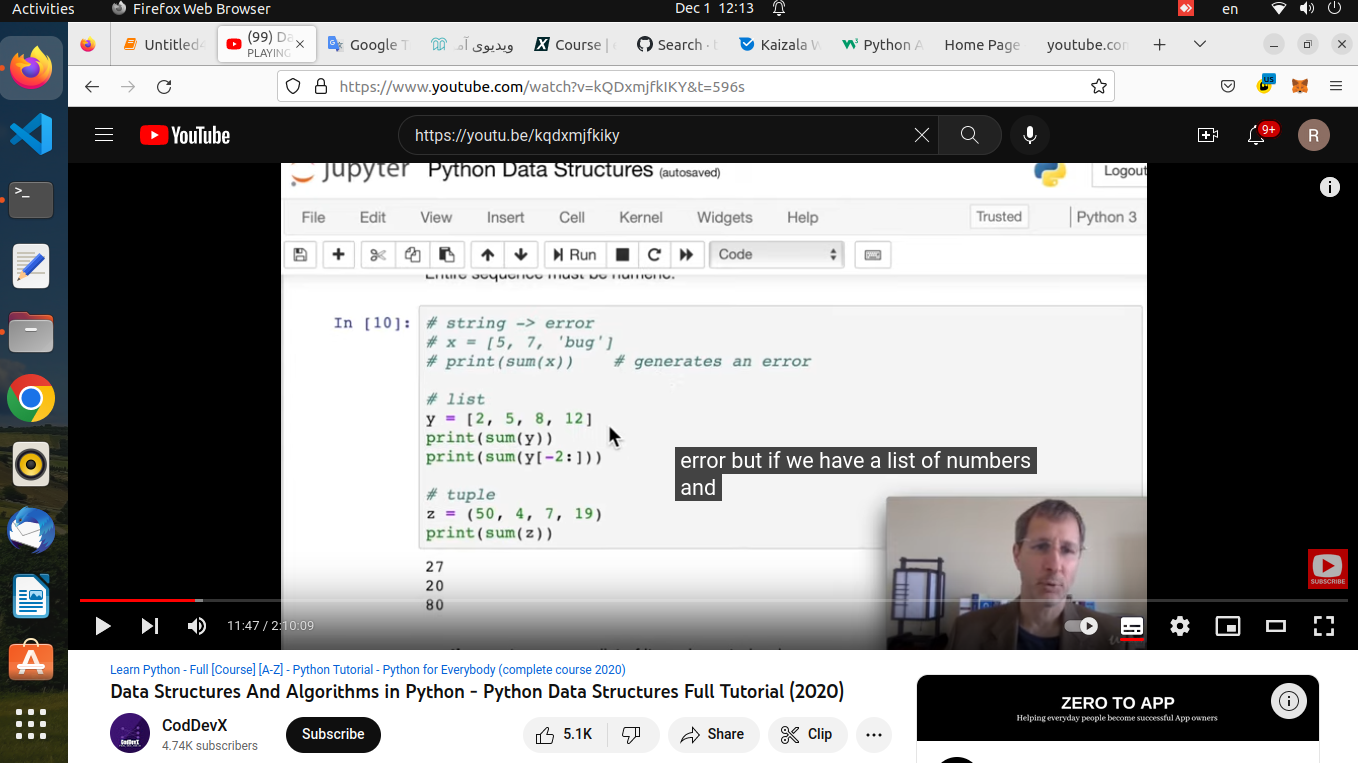 Activities
Firefox Web Browser
Dec 1 12:13
en
Untitled4
(99) Da
PLAYING
Google T
ویدیوی آمـ
Course | 
Search · t
Kaizala W
Python A
Home Page
youtube.con
https://www.youtube.com/watch?v=kQDxmjfkIKY&t=596s
us
YouTube
https://youtu.be/kqdxmjfkiky
9+
R
jupyter Python Data Structures (autosaved)
Logout
File Edit View Insert Cell Kernel Widgets Help
Trusted
Python 3
Run
Code
Entire sequence must be numeric.
In [10]:
# string -> error
# x = [5, 7, 'bug']
# print(sum(x)) # generates an error
# list
y = [2, 5, 8, 12]
print(sum(y))
print(sum(y[-2:]))
# tuple
z = (50, 4, 7, 19)
print(sum(z))
27
20
80
error but if we have a list of numbers
and
SUBSCRIBE
11:47 / 2:10:09
Learn Python - Full [Course] [A-Z] - Python Tutorial - Python for Everybody (complete course 2020)
Data Structures And Algorithms in Python - Python Data Structures Full Tutorial (2020)
CodDevX
CodDevX
4.74K subscribers
Subscribe
5.1K
Share
Clip
ZERO TO APP
Helping everyday people become successful App owners